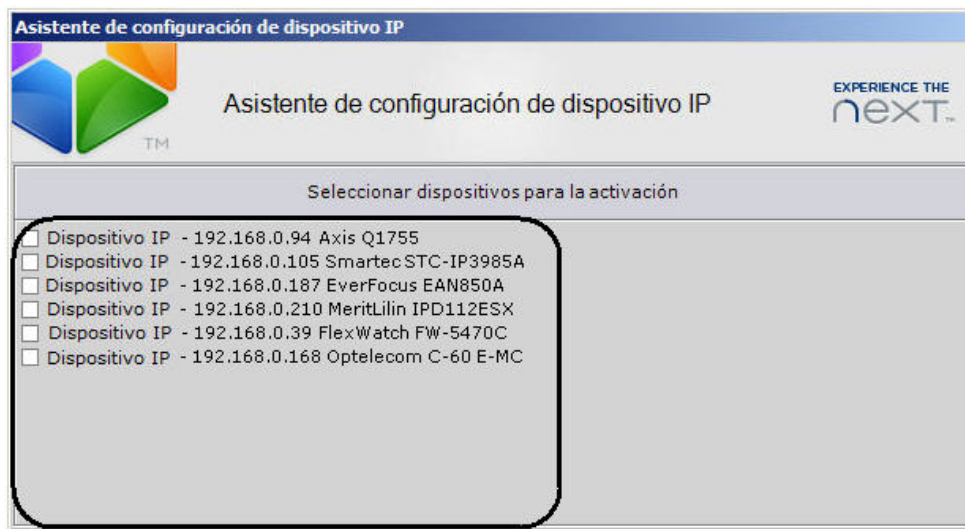 Asistente de configuración de dispositivo IP
TM
Asistente de configuración de dispositivo IP
EXPERIENCE THE
next™
Seleccionar dispositivos para la activación
Dispositivo IP - 192.168.0.94 Axis Q1755
Dispositivo IP - 192.168.0.105 Smartec STC-IP3985A
Dispositivo IP - 192.168.0.187 EverFocus EAN850A
Dispositivo IP - 192.168.0.210 MeritLilin IPD112ESX
Dispositivo IP - 192.168.0.39 FlexWatch FW-5470C
Dispositivo IP - 192.168.0.168 Optelecom C-60 E-MC